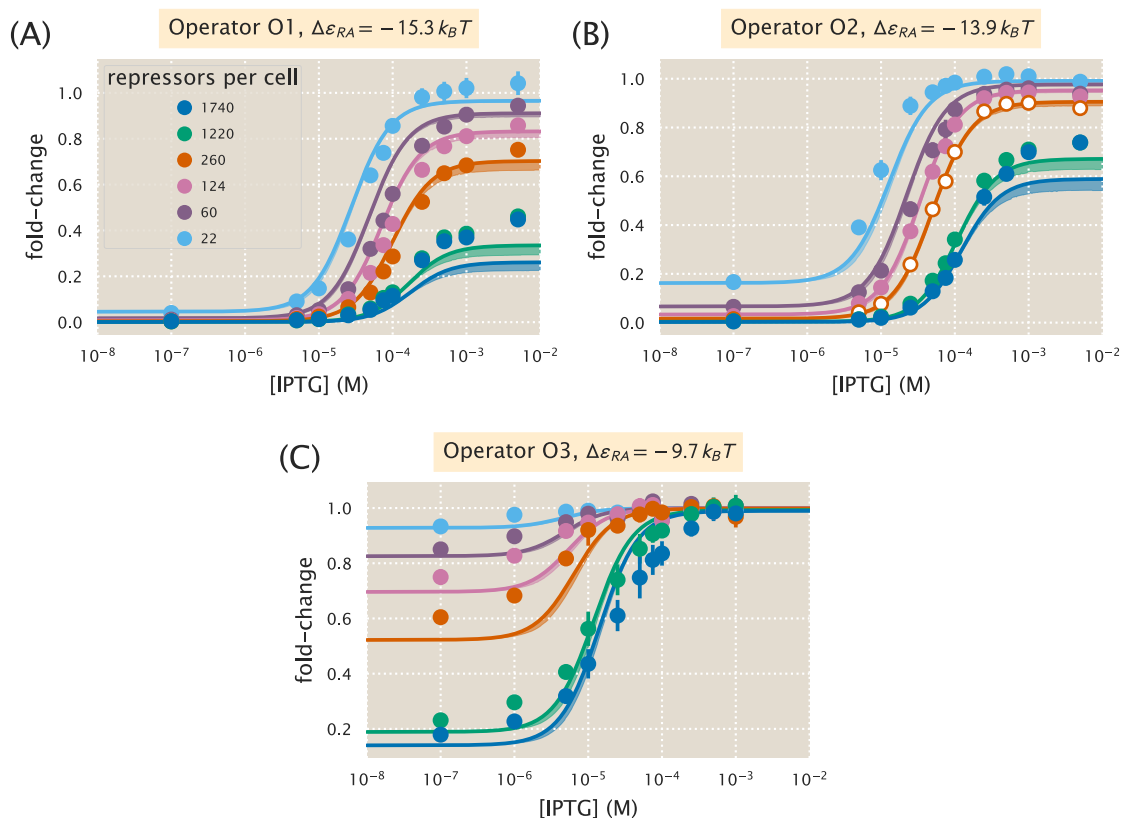 (A)
Operator O1, Δε_RA = −15.3 k_BT
repressors per cell
1740
1220
260
124
60
22
fold−change
1.0
0.8
0.6
0.4
0.2
0.0
10⁻⁸ 10⁻⁷ 10⁻⁶ 10⁻⁵ 10⁻⁴ 10⁻³ 10⁻²
[IPTG] (M)
(B)
Operator O2, Δε_RA = −13.9 k_BT
fold−change
1.0
0.8
0.6
0.4
0.2
0.0
10⁻⁸ 10⁻⁷ 10⁻⁶ 10⁻⁵ 10⁻⁴ 10⁻³ 10⁻²
[IPTG] (M)
(C)
Operator O3, Δε_RA = −9.7 k_BT
fold−change
1.0
0.8
0.6
0.4
0.2
10⁻⁸ 10⁻⁷ 10⁻⁶ 10⁻⁵ 10⁻⁴ 10⁻³ 10⁻²
[IPTG] (M)